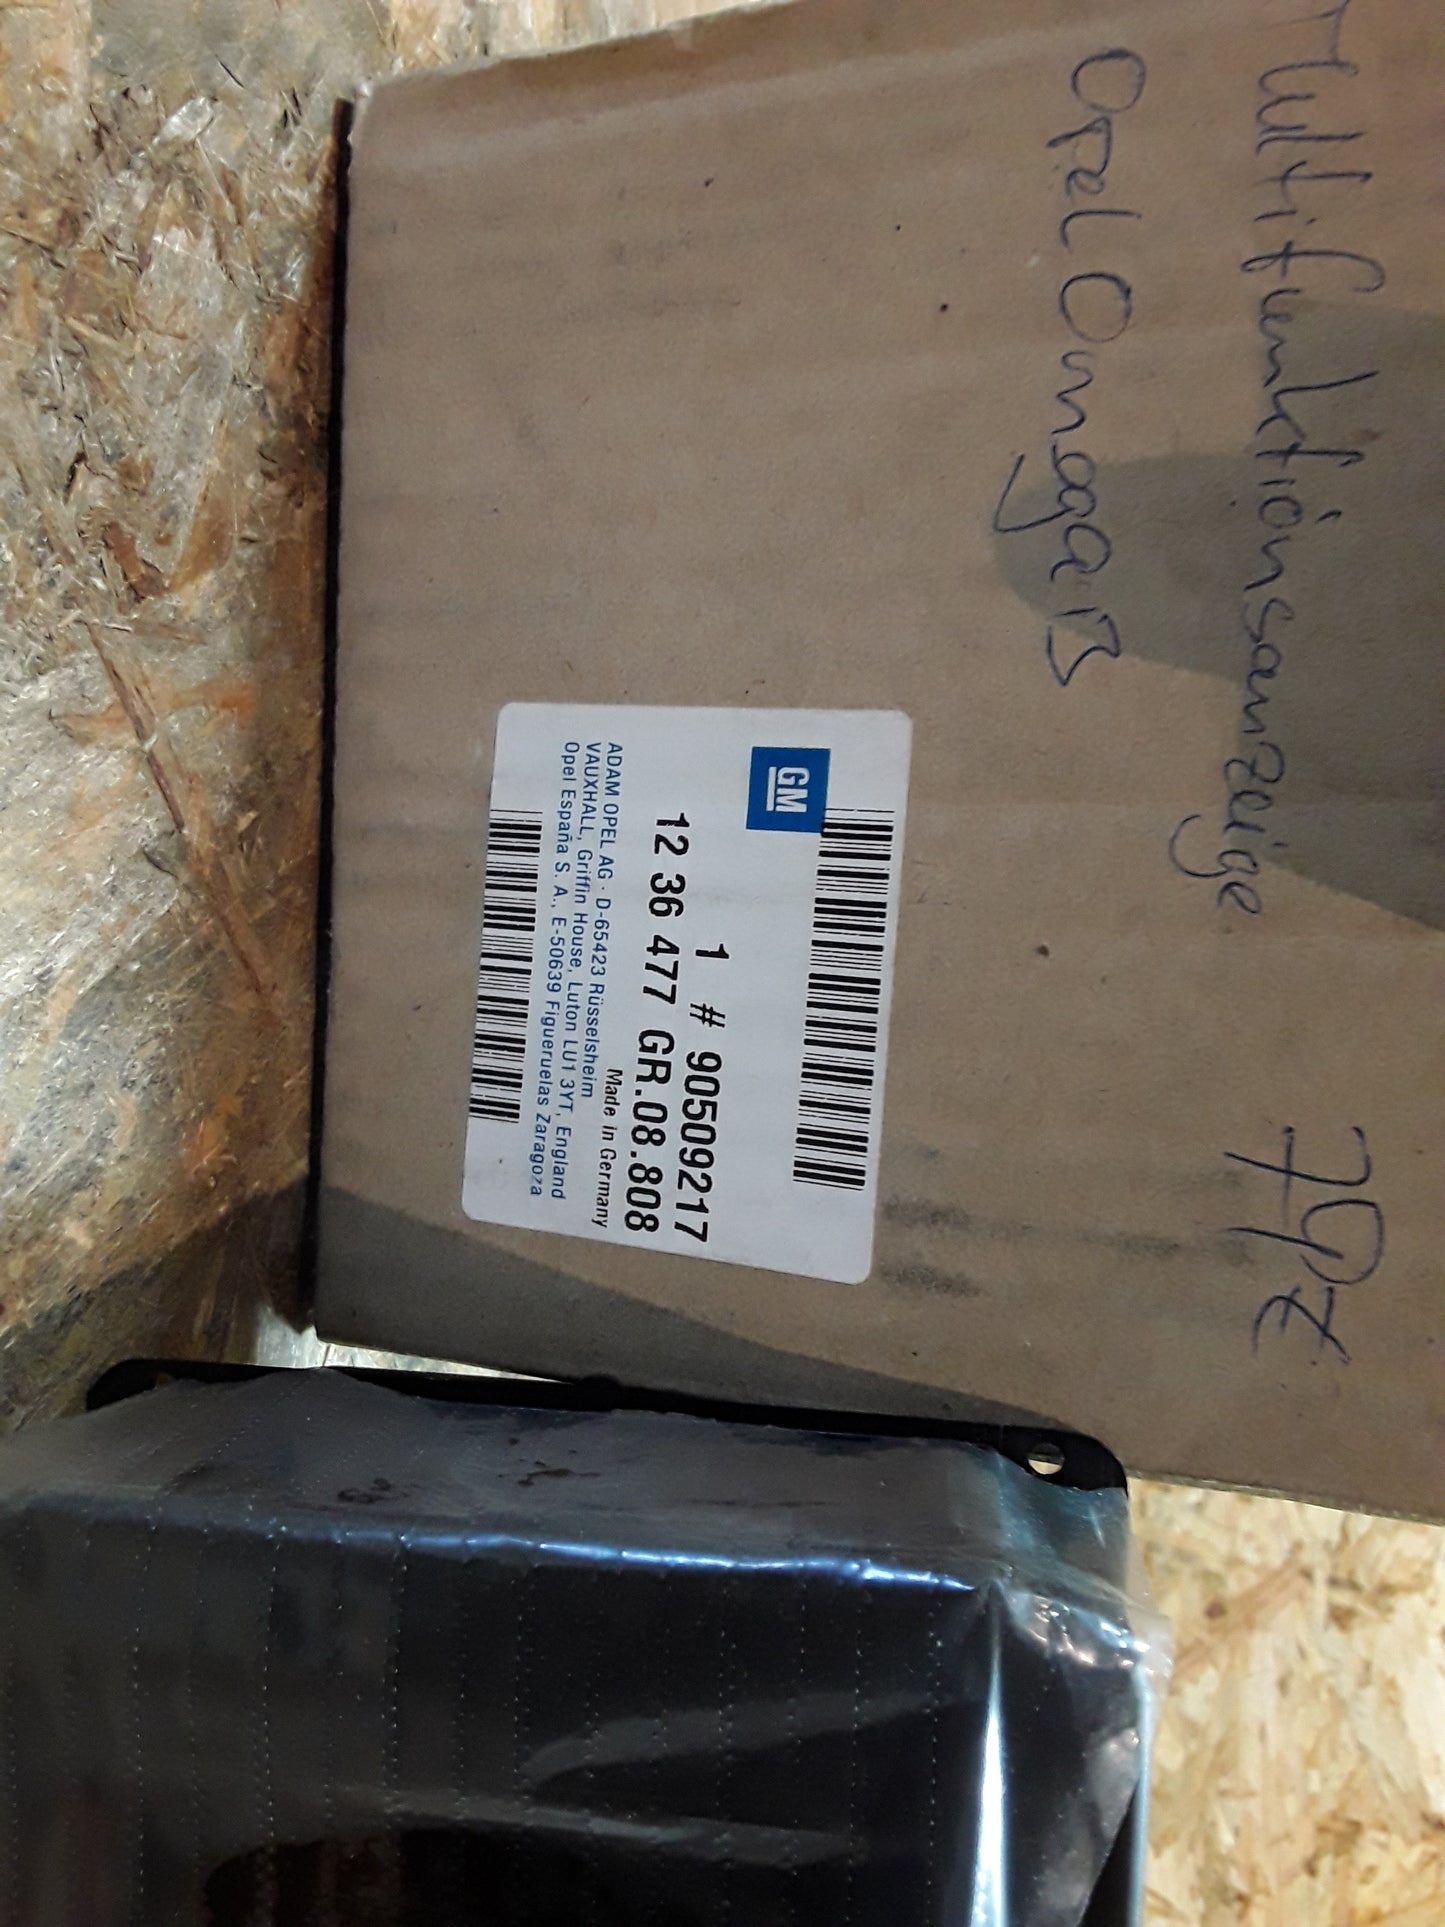 Multifunktionsanzeige 70,-€
Opel Omega B
GM
1 # 90509217
12 36 477 GR.08.808
Made in Germany
ADAM OPEL AG · D-65423 Rüsselsheim
VAUXHALL, Griffin House, Luton LU1 3YT, England
Opel España S. A., E-50639 Figueruelas Zaragoza